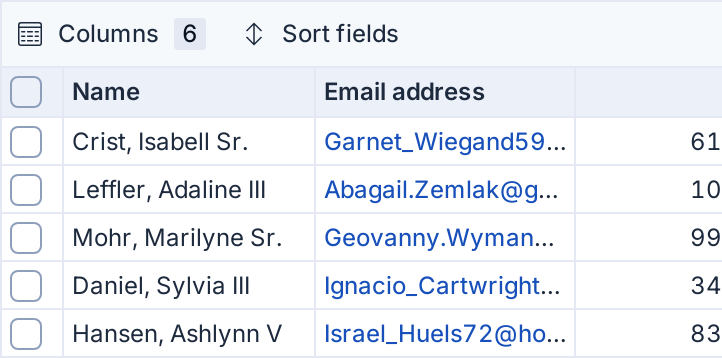 Columns 6 Sort fields
Name Email address
Crist, Isabell Sr. Garnet_Wiegand59... 61
Leffler, Adaline III Abagail.Zemlak@g... 10
Mohr, Marilyne Sr. Geovanny.Wyman... 99
Daniel, Sylvia III Ignacio_Cartwright... 34
Hansen, Ashlynn V Israel_Huels72@ho... 83